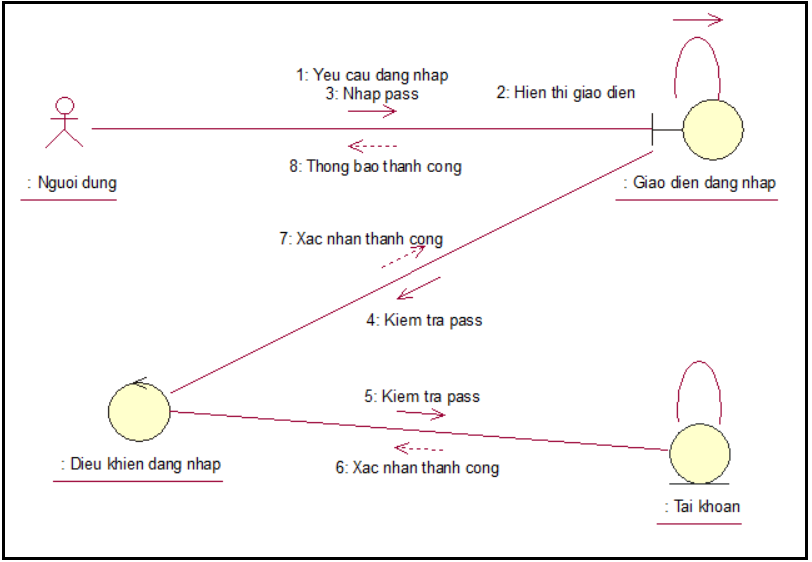 1: Yeu cau dang nhap
3: Nhap pass
2: Hien thi giao dien
8: Thong bao thanh cong
: Nguoi dung
: Giao dien dang nhap
7: Xac nhan thanh cong
4: Kiem tra pass
5: Kiem tra pass
: Dieu khien dang nhap
6: Xac nhan thanh cong
: Tai khoan